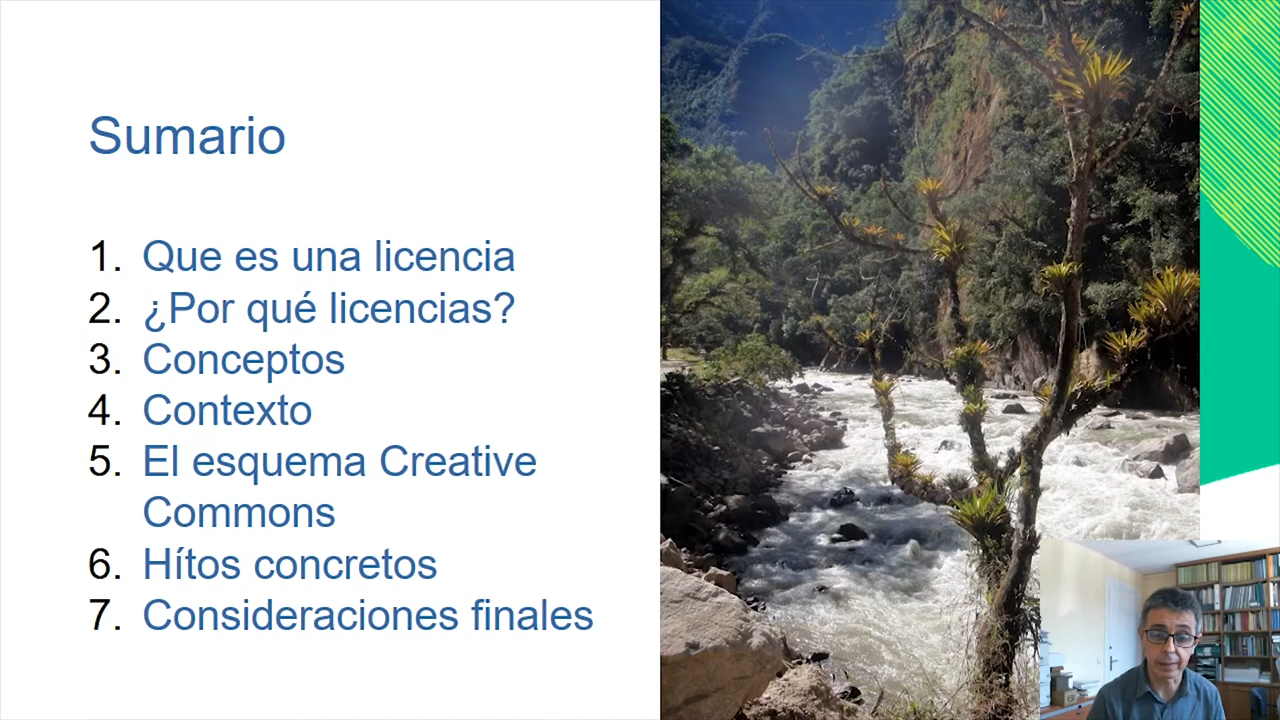 Sumario
1. Que es una licencia
2. ¿Por qué licencias?
3. Conceptos
4. Contexto
5. El esquema Creative
Commons
6. Hítos concretos
7. Consideraciones finales